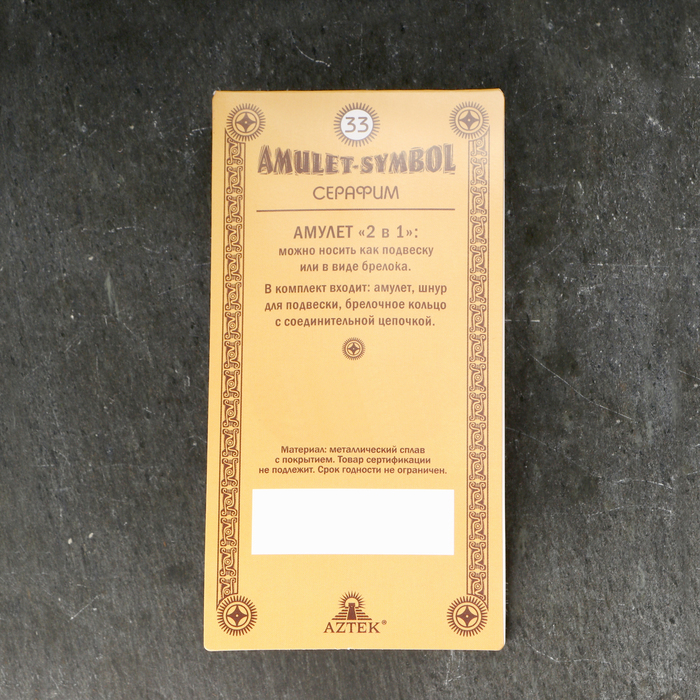 33
AMULET-SYMBOL
СЕРАФИМ
АМУЛЕТ «2 в 1»:
можно носить как подвеску
или в виде брелока.
В комплект входит: амулет, шнур
для подвески, брелочное кольцо
с соединительной цепочкой.
Материал: металлический сплав
с покрытием. Товар сертификации
не подлежит. Срок годности не ограничен.
AZTEK®